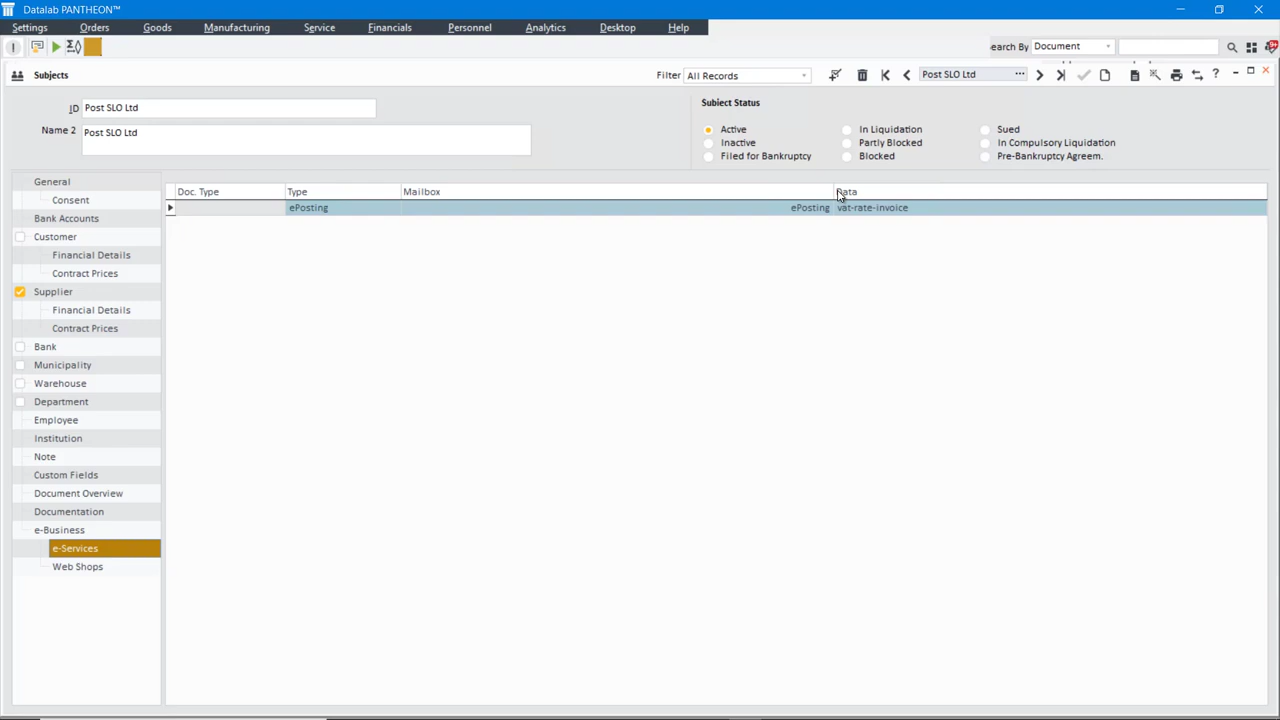 Datalab PANTHEON™
Settings Orders Goods Manufacturing Service Financials Personnel Analytics Desktop Help
earch By Document
Subjects Filter All Records Post SLO Ltd ... ?
ID Post SLO Ltd
Name 2 Post SLO Ltd
Subject Status
Active In Liquidation Sued
Inactive Partly Blocked In Compulsory Liquidation
Filed for Bankruptcy Blocked Pre-Bankruptcy Agreem.
General
Consent
Bank Accounts
Customer
Financial Details
Contract Prices
Supplier
Financial Details
Contract Prices
Bank
Municipality
Warehouse
Department
Employee
Institution
Note
Custom Fields
Document Overview
Documentation
e-Business
e-Services
Web Shops
Doc. Type Type Mailbox Data
ePosting ePosting vat-rate-invoice